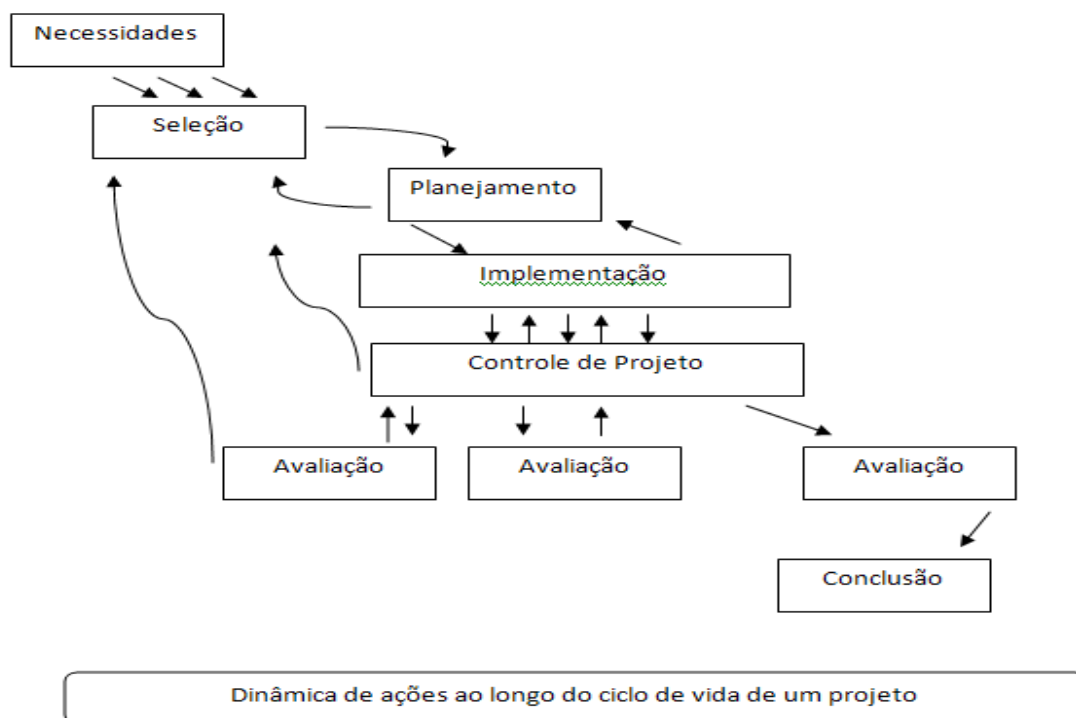 Necessidades
Seleção
Planejamento
Implementação
Controle de Projeto
Avaliação
Avaliação
Avaliação
Conclusão
Dinâmica de ações ao longo do ciclo de vida de um projeto